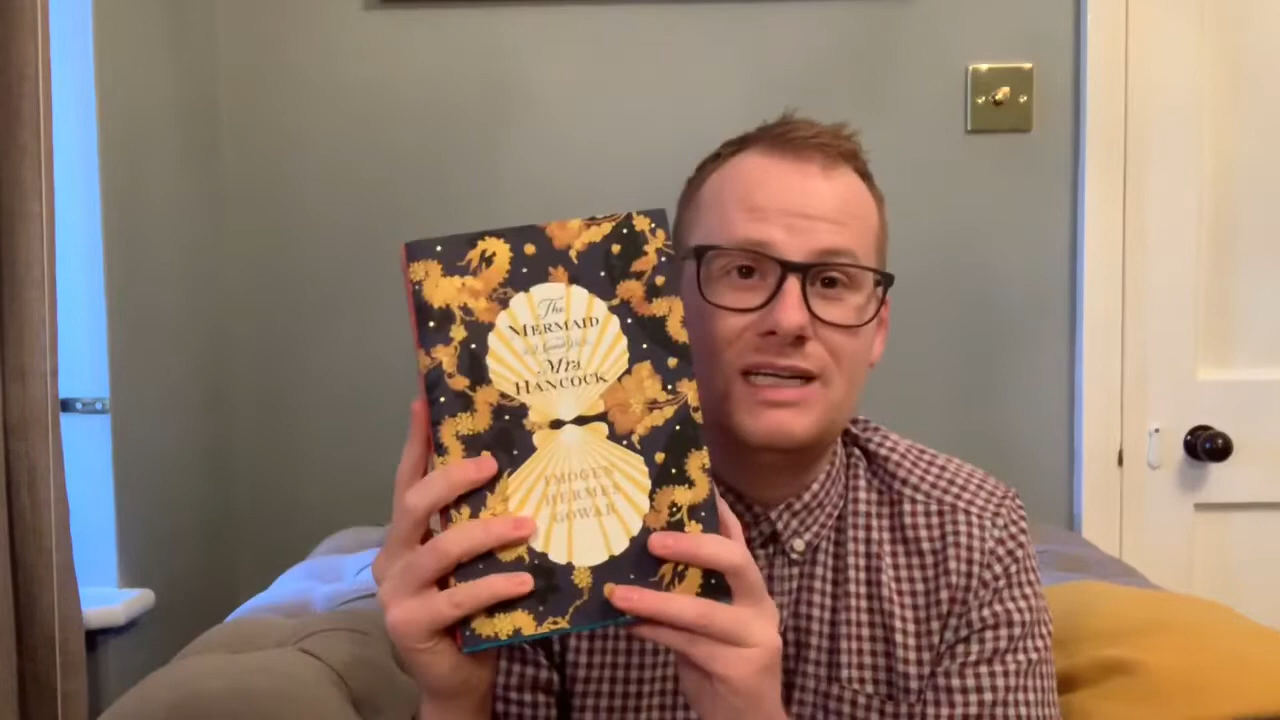 The
MERMAID
Mrs.
HANCOCK
IMOGEN
HERMES
GOWAR